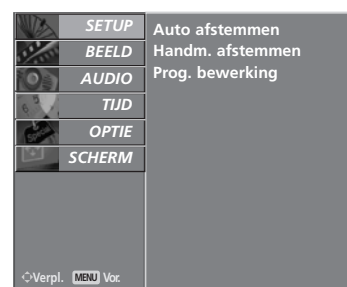 SETUP
BEELD
AUDIO
TIJD
OPTIE
SCHERM
Auto afstemmen
Handm. afstemmen
Prog. bewerking
Verpl. MENU Vor.